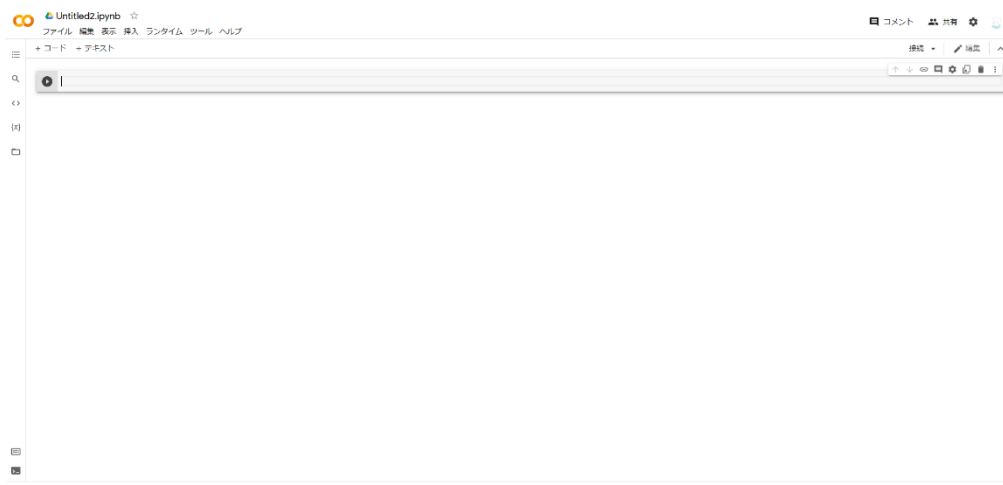 Untitled2.ipynb
コメント 共有
ファイル 編集 表示 挿入 ランタイム ツール ヘルプ
+ コード + テキスト 接続 編集
{x}